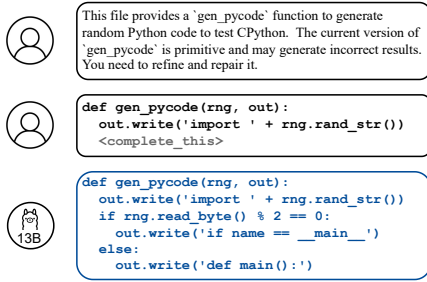 This file provides a `gen_pycode` function to generate
random Python code to test CPython. The current version of
`gen_pycode` is primitive and may generate incorrect results.
You need to refine and repair it.
def gen_pycode(rng, out):
  out.write('import ' + rng.rand_str())
  <complete_this>
def gen_pycode(rng, out):
  out.write('import ' + rng.rand_str())
  if rng.read_byte() % 2 == 0:
    out.write('if name == __main__')
  else:
    out.write('def main():')
13B